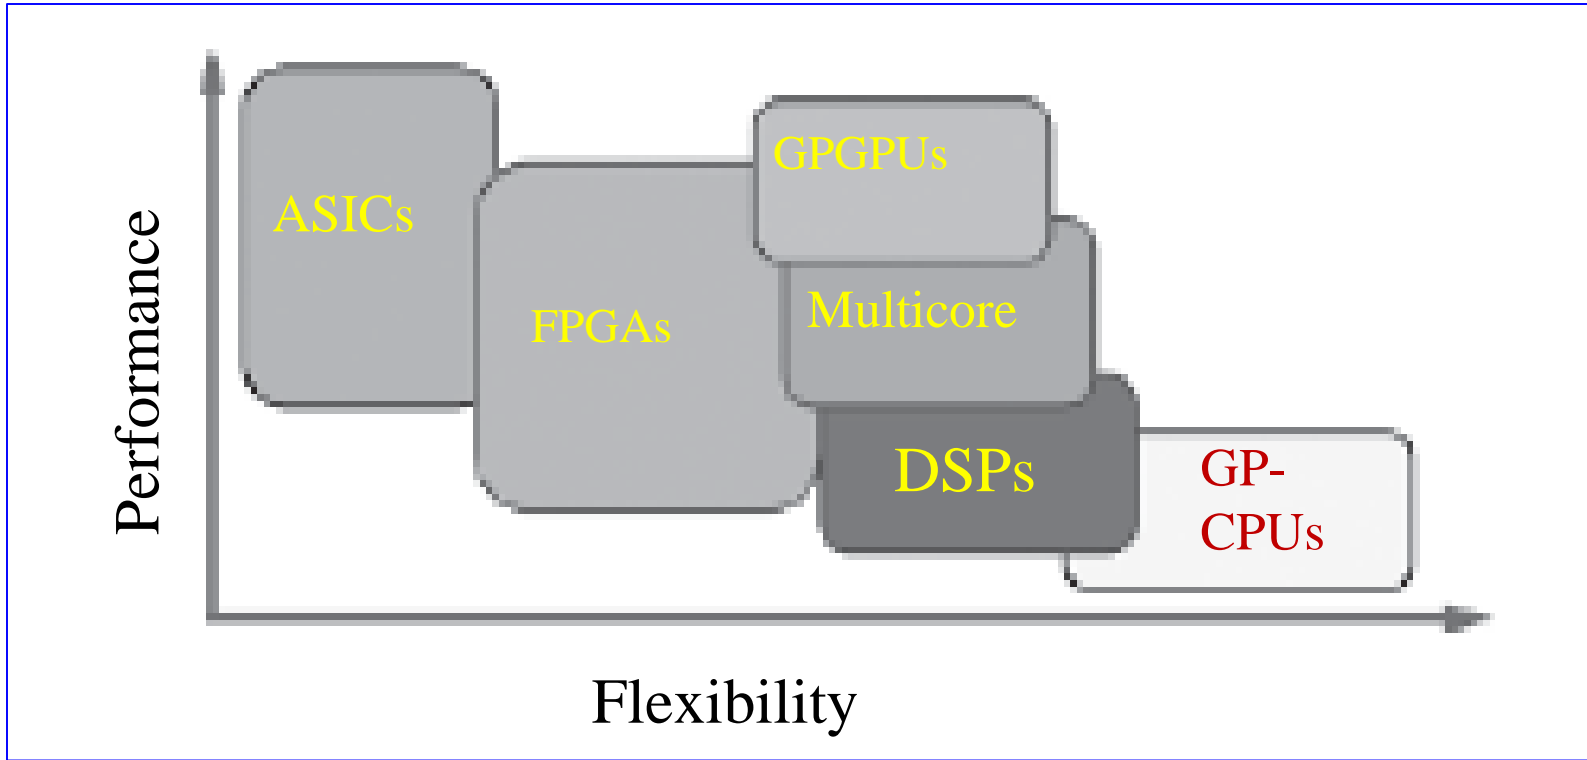 GPGPUs
ASICs
Multicore
FPGAs
DSPs
GP-
CPUs
Performance
Flexibility